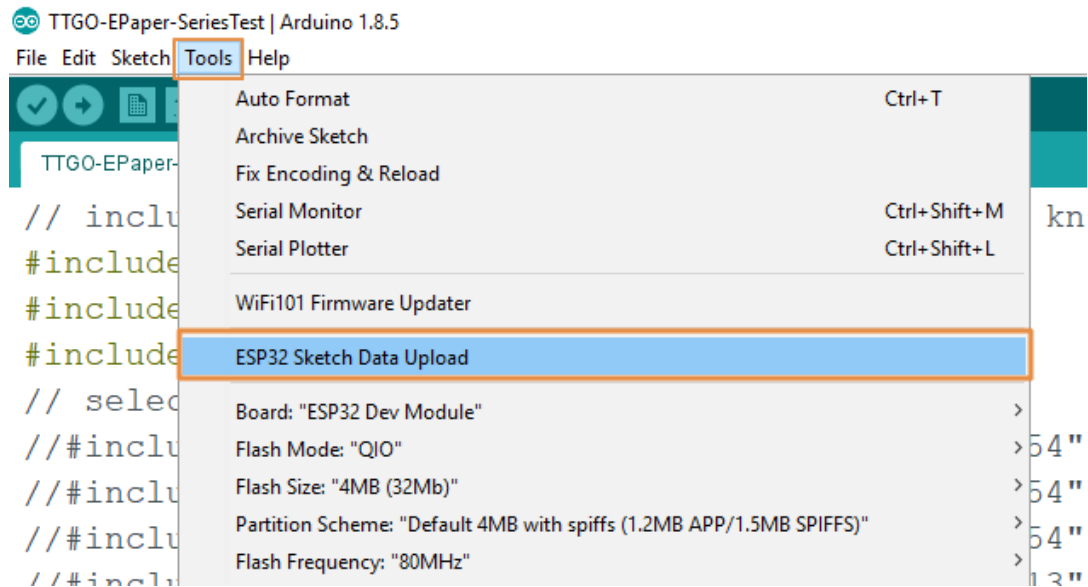 TTGO-EPaper-SeriesTest | Arduino 1.8.5
File Edit Sketch Tools Help
Auto Format Ctrl+T
Archive Sketch
TTGO-EPaper-
Fix Encoding & Reload
// inclu Serial Monitor Ctrl+Shift+M kn
#include Serial Plotter Ctrl+Shift+L
#include WiFi101 Firmware Updater
#include ESP32 Sketch Data Upload
// selec Board: "ESP32 Dev Module"
//#inclu Flash Mode: "QIO" 54"
//#inclu Flash Size: "4MB (32Mb)" 54"
//#inclu Partition Scheme: "Default 4MB with spiffs (1.2MB APP/1.5MB SPIFFS)" 54"
//#inclu Flash Frequency: "80MHz" 13"